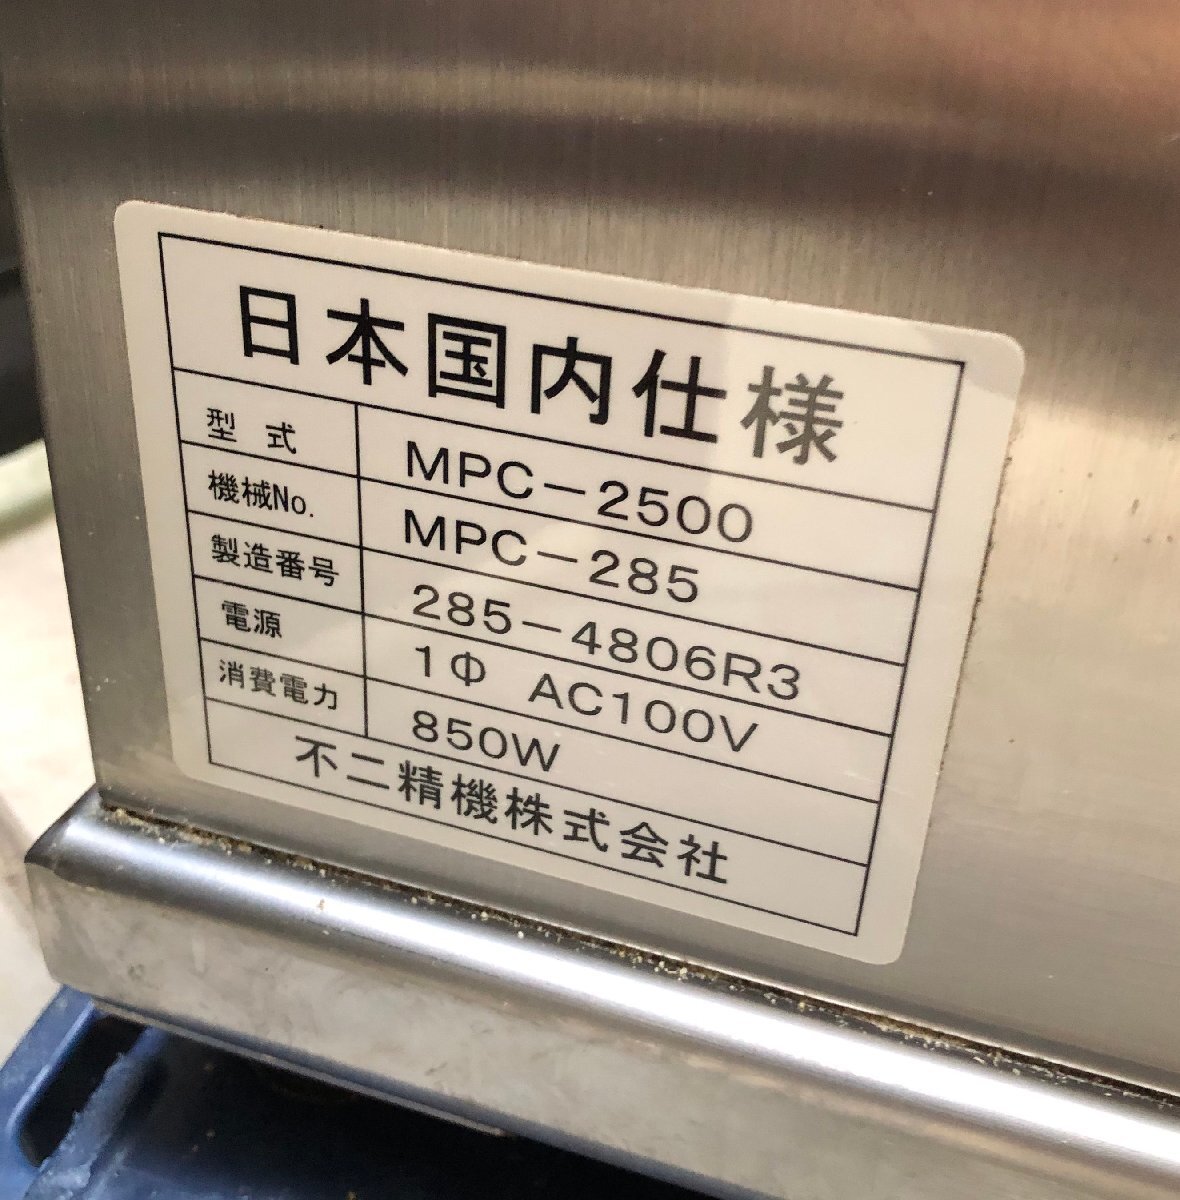 日本国内仕様
型 式 MPC－2500
機械No. MPC－285
製造番号 285－4806R3
電源 1Φ AC100V
消費電力 850W
不二精機株式会社